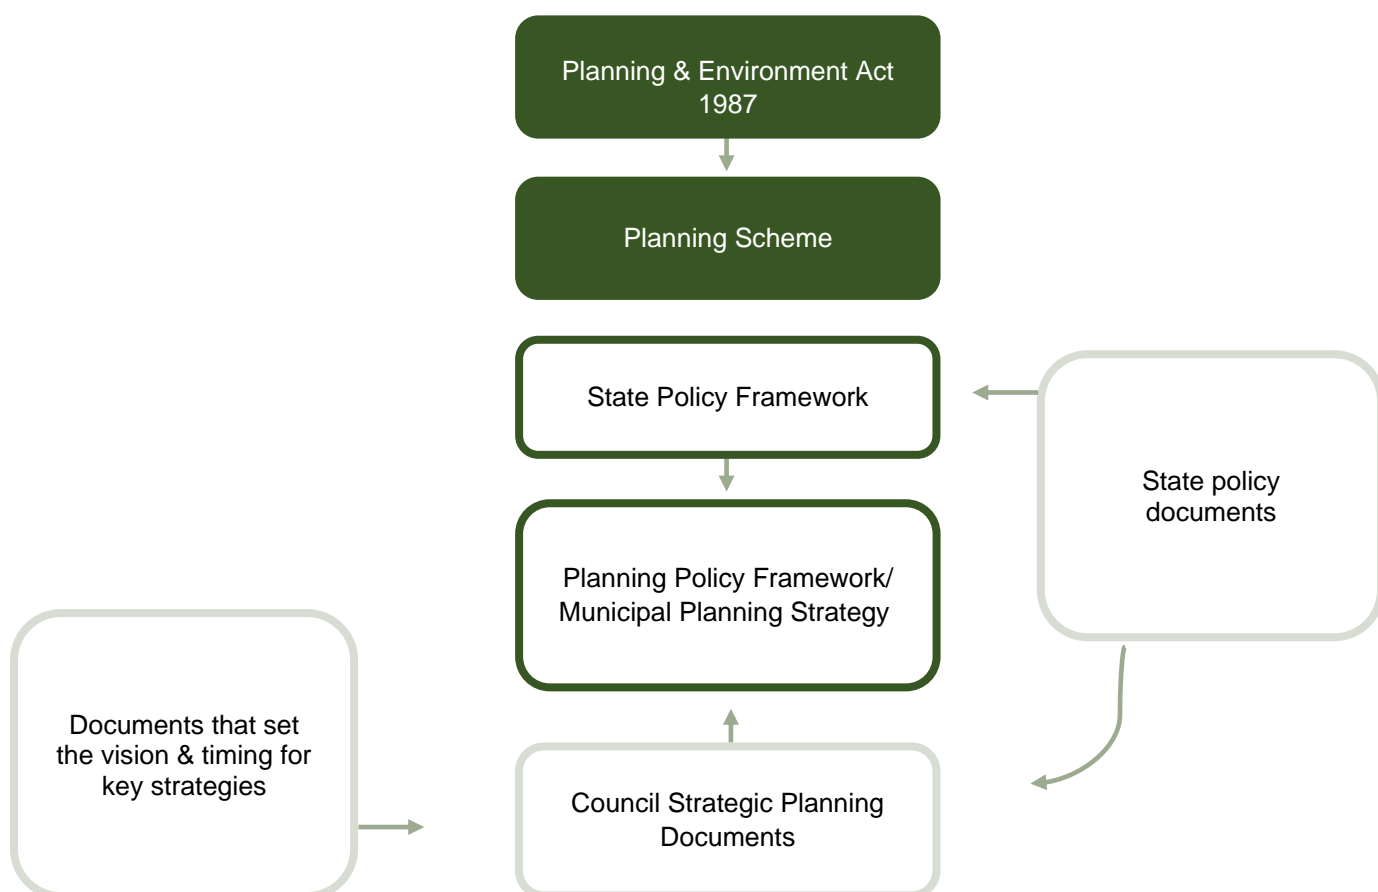 Planning & Environment Act
1987
Planning Scheme
State Policy Framework
State policy
documents
Planning Policy Framework/
Municipal Planning Strategy
Documents that set
the vision & timing for
key strategies
Council Strategic Planning
Documents